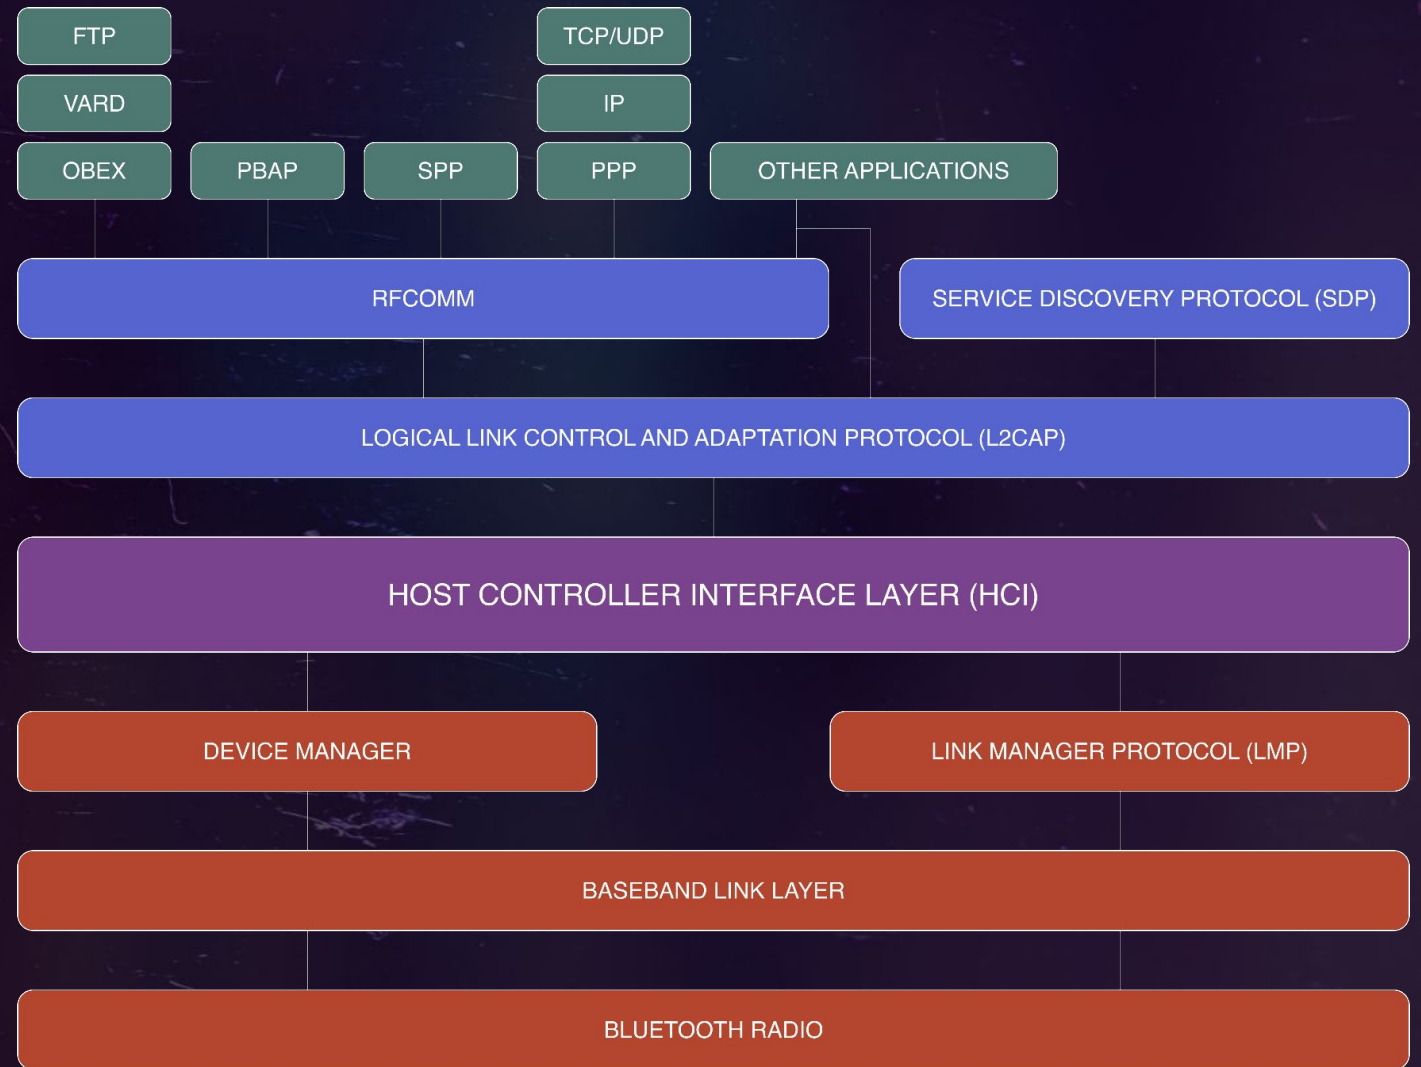 FTP
TCP/UDP
VARD
IP
OBEX
PBAP
SPP
PPP
OTHER APPLICATIONS
RFCOMM
SERVICE DISCOVERY PROTOCOL (SDP)
LOGICAL LINK CONTROL AND ADAPTATION PROTOCOL (L2CAP)
HOST CONTROLLER INTERFACE LAYER (HCI)
DEVICE MANAGER
LINK MANAGER PROTOCOL (LMP)
BASEBAND LINK LAYER
BLUETOOTH RADIO